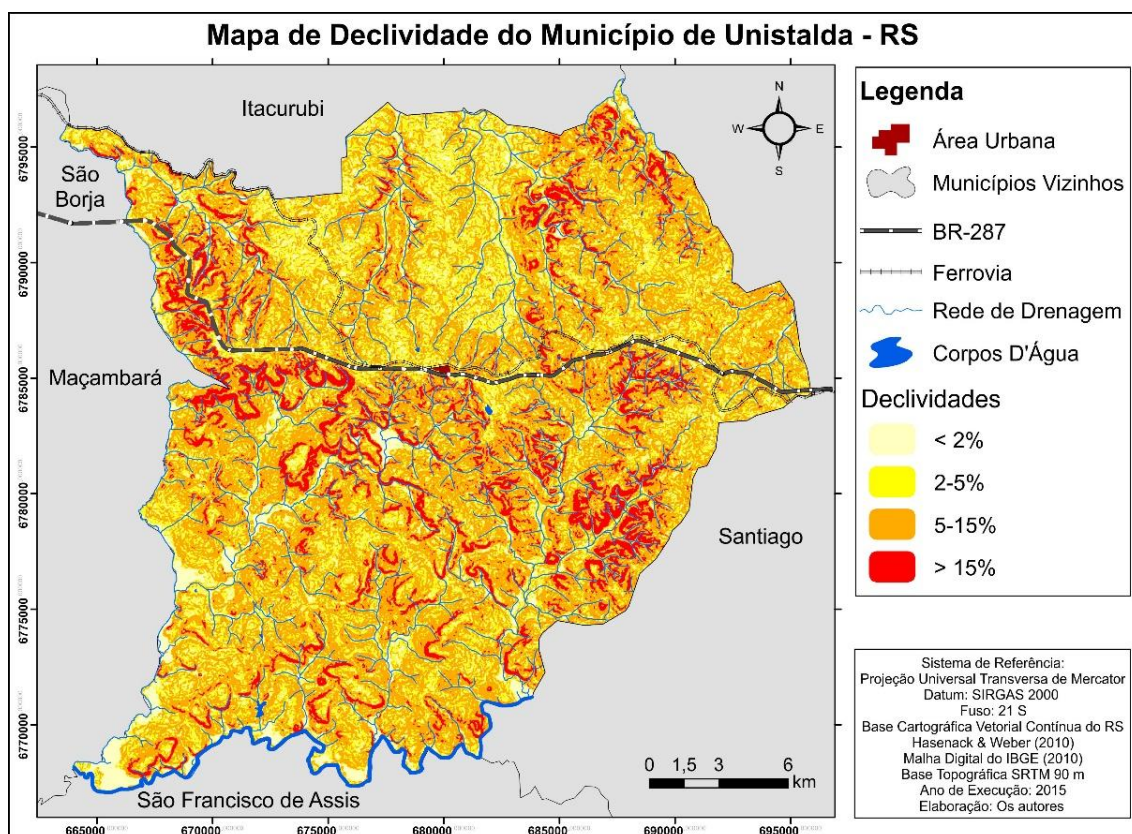 Mapa de Declividade do Município de Unistalda - RS
Itacurubi
São
Borja
Maçambará
Santiago
São Francisco de Assis
N
W E
S
0 1,5 3 6
km
6795000
6790000
6785000
6780000
6775000
6770000
665000 670000 675000 680000 685000 690000 695000
Legenda
Área Urbana
Municípios Vizinhos
BR-287
Ferrovia
Rede de Drenagem
Corpos D'Água
Declividades
< 2%
2-5%
5-15%
> 15%
Sistema de Referência:
Projeção Universal Transversa de Mercator
Datum: SIRGAS 2000
Fuso: 21 S
Base Cartográfica Vetorial Contínua do RS
Hasenack & Weber (2010)
Malha Digital do IBGE (2010)
Base Topográfica SRTM 90 m
Ano de Execução: 2015
Elaboração: Os autores